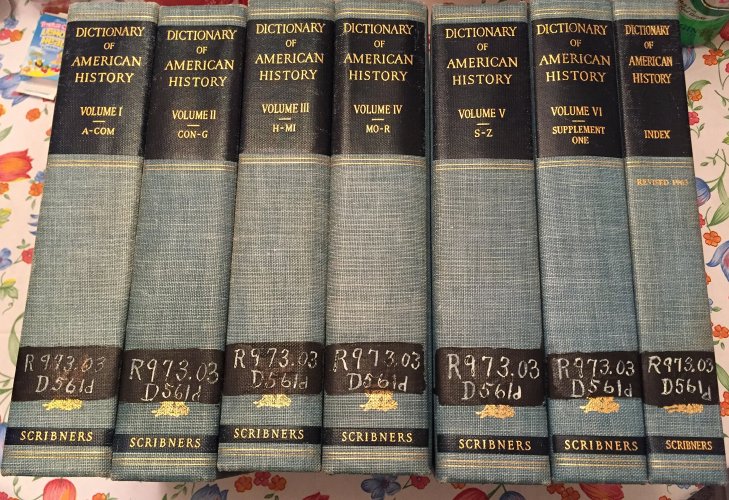 DICTIONARY
OF
AMERICAN
HISTORY
VOLUME I
A-COM
R973.03
D561d
SCRIBNERS
DICTIONARY
OF
AMERICAN
HISTORY
VOLUME II
CON-G
R973.03
D561d
SCRIBNERS
DICTIONARY
OF
AMERICAN
HISTORY
VOLUME III
H-MI
R973.03
D561d
SCRIBNERS
DICTIONARY
OF
AMERICAN
HISTORY
VOLUME IV
MO-R
R973.03
D561d
SCRIBNERS
DICTIONARY
OF
AMERICAN
HISTORY
VOLUME V
S-Z
R973.03
D561d
SCRIBNERS
DICTIONARY
OF
AMERICAN
HISTORY
VOLUME VI
SUPPLEMENT
ONE
R973.03
D561d
SCRIBNERS
DICTIONARY
OF
AMERICAN
HISTORY
INDEX
REVISED 1963
R973.03
D561d
SCRIBNERS